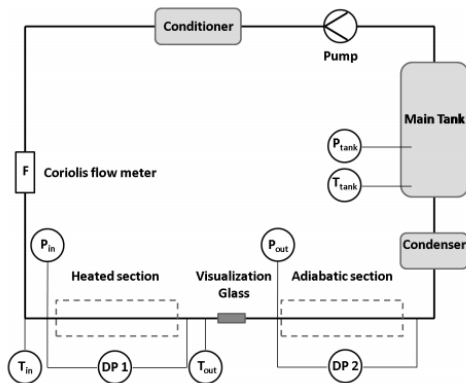 Conditioner
Pump
Main Tank
P_tank
T_tank
F
Coriolis flow meter
P_in
P_out
Condenser
Heated section
Visualization
Glass
Adiabatic section
T_in
DP 1
T_out
DP 2